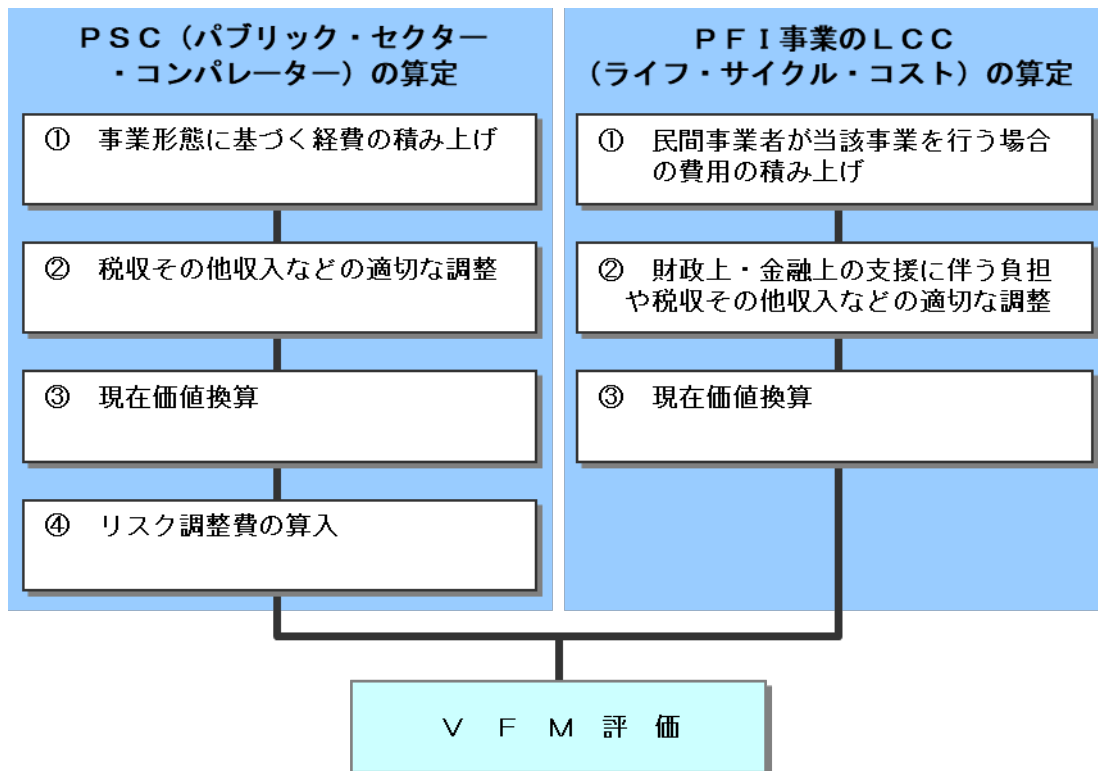 PSC(パブリック・セクター
・コンパレーター)の算定
① 事業形態に基づく経費の積み上げ
② 税収その他収入などの適切な調整
③ 現在価値換算
④ リスク調整費の算入
PFI事業のLCC
(ライフ・サイクル・コスト)の算定
① 民間事業者が当該事業を行う場合
の費用の積み上げ
② 財政上・金融上の支援に伴う負担
や税収その他収入などの適切な調整
③ 現在価値換算
VFM評価